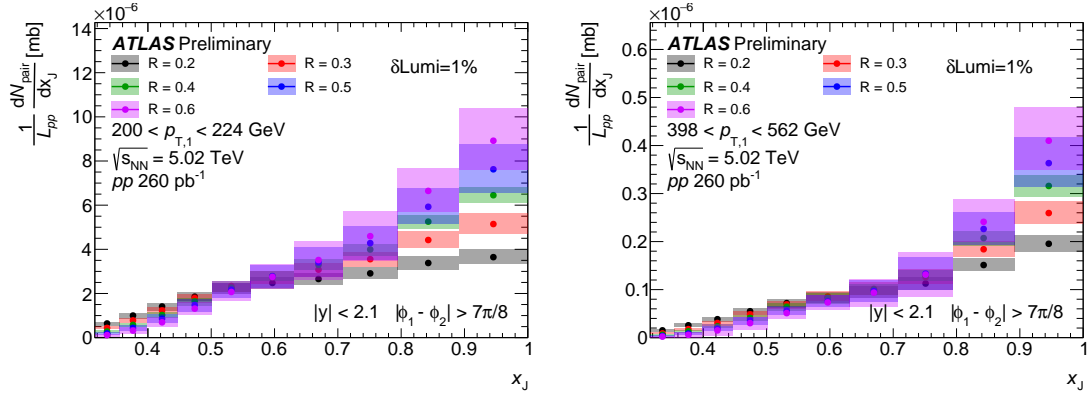 ×10⁻⁶
ATLAS Preliminary
R = 0.2
R = 0.3
R = 0.4
R = 0.5
R = 0.6
δLumi=1%
200 < p_T,1 < 224 GeV
√s_NN = 5.02 TeV
pp 260 pb⁻¹
|y| < 2.1 |ϕ₁ - ϕ₂| > 7π/8
1/L_pp dN_pair/dx_J [mb]
14
12
10
8
6
4
2
0
0.4 0.5 0.6 0.7 0.8 0.9 1
x_J
×10⁻⁶
ATLAS Preliminary
R = 0.2
R = 0.3
R = 0.4
R = 0.5
R = 0.6
δLumi=1%
398 < p_T,1 < 562 GeV
√s_NN = 5.02 TeV
pp 260 pb⁻¹
|y| < 2.1 |ϕ₁ - ϕ₂| > 7π/8
1/L_pp dN_pair/dx_J [mb]
0.6
0.5
0.4
0.3
0.2
0.1
0
0.4 0.5 0.6 0.7 0.8 0.9 1
x_J